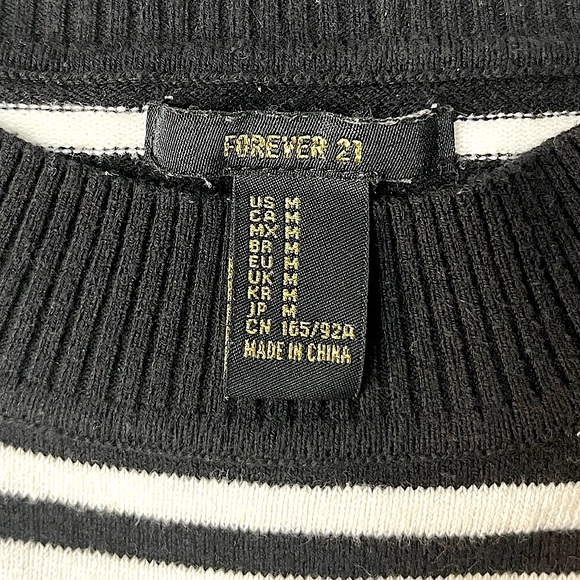 FOREVER 21
US M
CA M
MX M
BR M
EU M
UK M
KR M
JP M
CN 165/92A
MADE IN CHINA